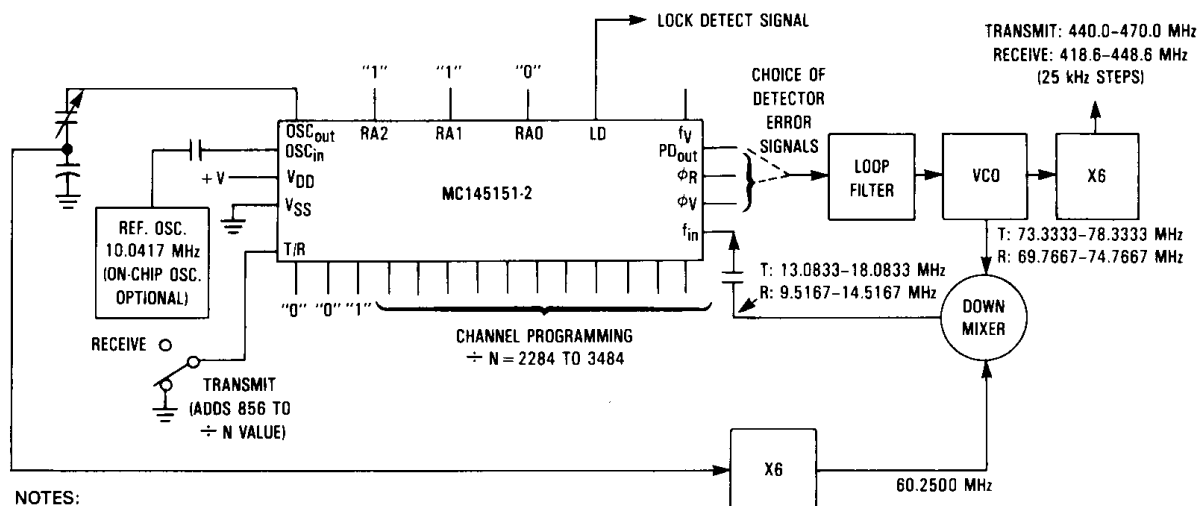 LOCK DETECT SIGNAL
TRANSMIT: 440.0–470.0 MHz
RECEIVE: 418.6–448.6 MHz
(25 kHz STEPS)
"1"
"1"
"0"
CHOICE OF
DETECTOR
ERROR
SIGNALS
OSCout
RA2
RA1
RA0
LD
fV
OSCin
PDout
+ V
VDD
MC145151-2
ϕR
LOOP
FILTER
VCO
X6
VSS
ϕV
REF. OSC.
10.0417 MHz
(ON-CHIP OSC.
OPTIONAL)
T/R
fin
T: 73.3333–78.3333 MHz
R: 69.7667–74.7667 MHz
T: 13.0833–18.0833 MHz
R: 9.5167–14.5167 MHz
"0"
"0"
"1"
DOWN
MIXER
CHANNEL PROGRAMMING
÷ N = 2284 TO 3484
RECEIVE
TRANSMIT
(ADDS 856 TO
÷ N VALUE)
X6
60.2500 MHz
NOTES: